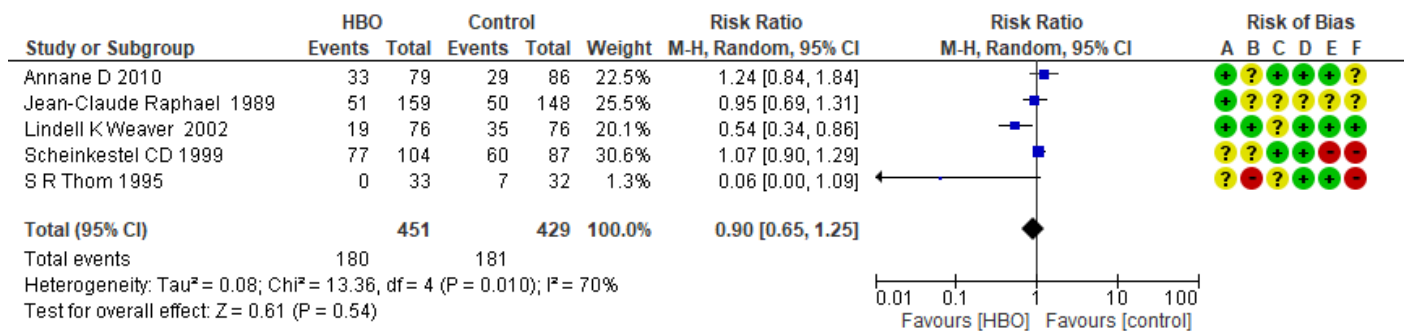 HBO Control Risk Ratio Risk Ratio Risk of Bias
Study or Subgroup Events Total Events Total Weight M-H, Random, 95% CI M-H, Random, 95% CI A B C D E F
Annane D 2010 33 79 29 86 22.5% 1.24 [0.84, 1.84] + ? + + + ?
Jean-Claude Raphael 1989 51 159 50 148 25.5% 0.95 [0.69, 1.31] + ? ? ? ? ?
Lindell K Weaver 2002 19 76 35 76 20.1% 0.54 [0.34, 0.86] + + ? + + +
Scheinkestel CD 1999 77 104 60 87 30.6% 1.07 [0.90, 1.29] ? ? + + - -
S R Thom 1995 0 33 7 32 1.3% 0.06 [0.00, 1.09] ? - ? + + -
Total (95% CI) 451 429 100.0% 0.90 [0.65, 1.25]
Total events 180 181
Heterogeneity: Tau² = 0.08; Chi² = 13.36, df = 4 (P = 0.010); I² = 70%
Test for overall effect: Z = 0.61 (P = 0.54)
0.01 0.1 1 10 100
Favours [HBO] Favours [control]